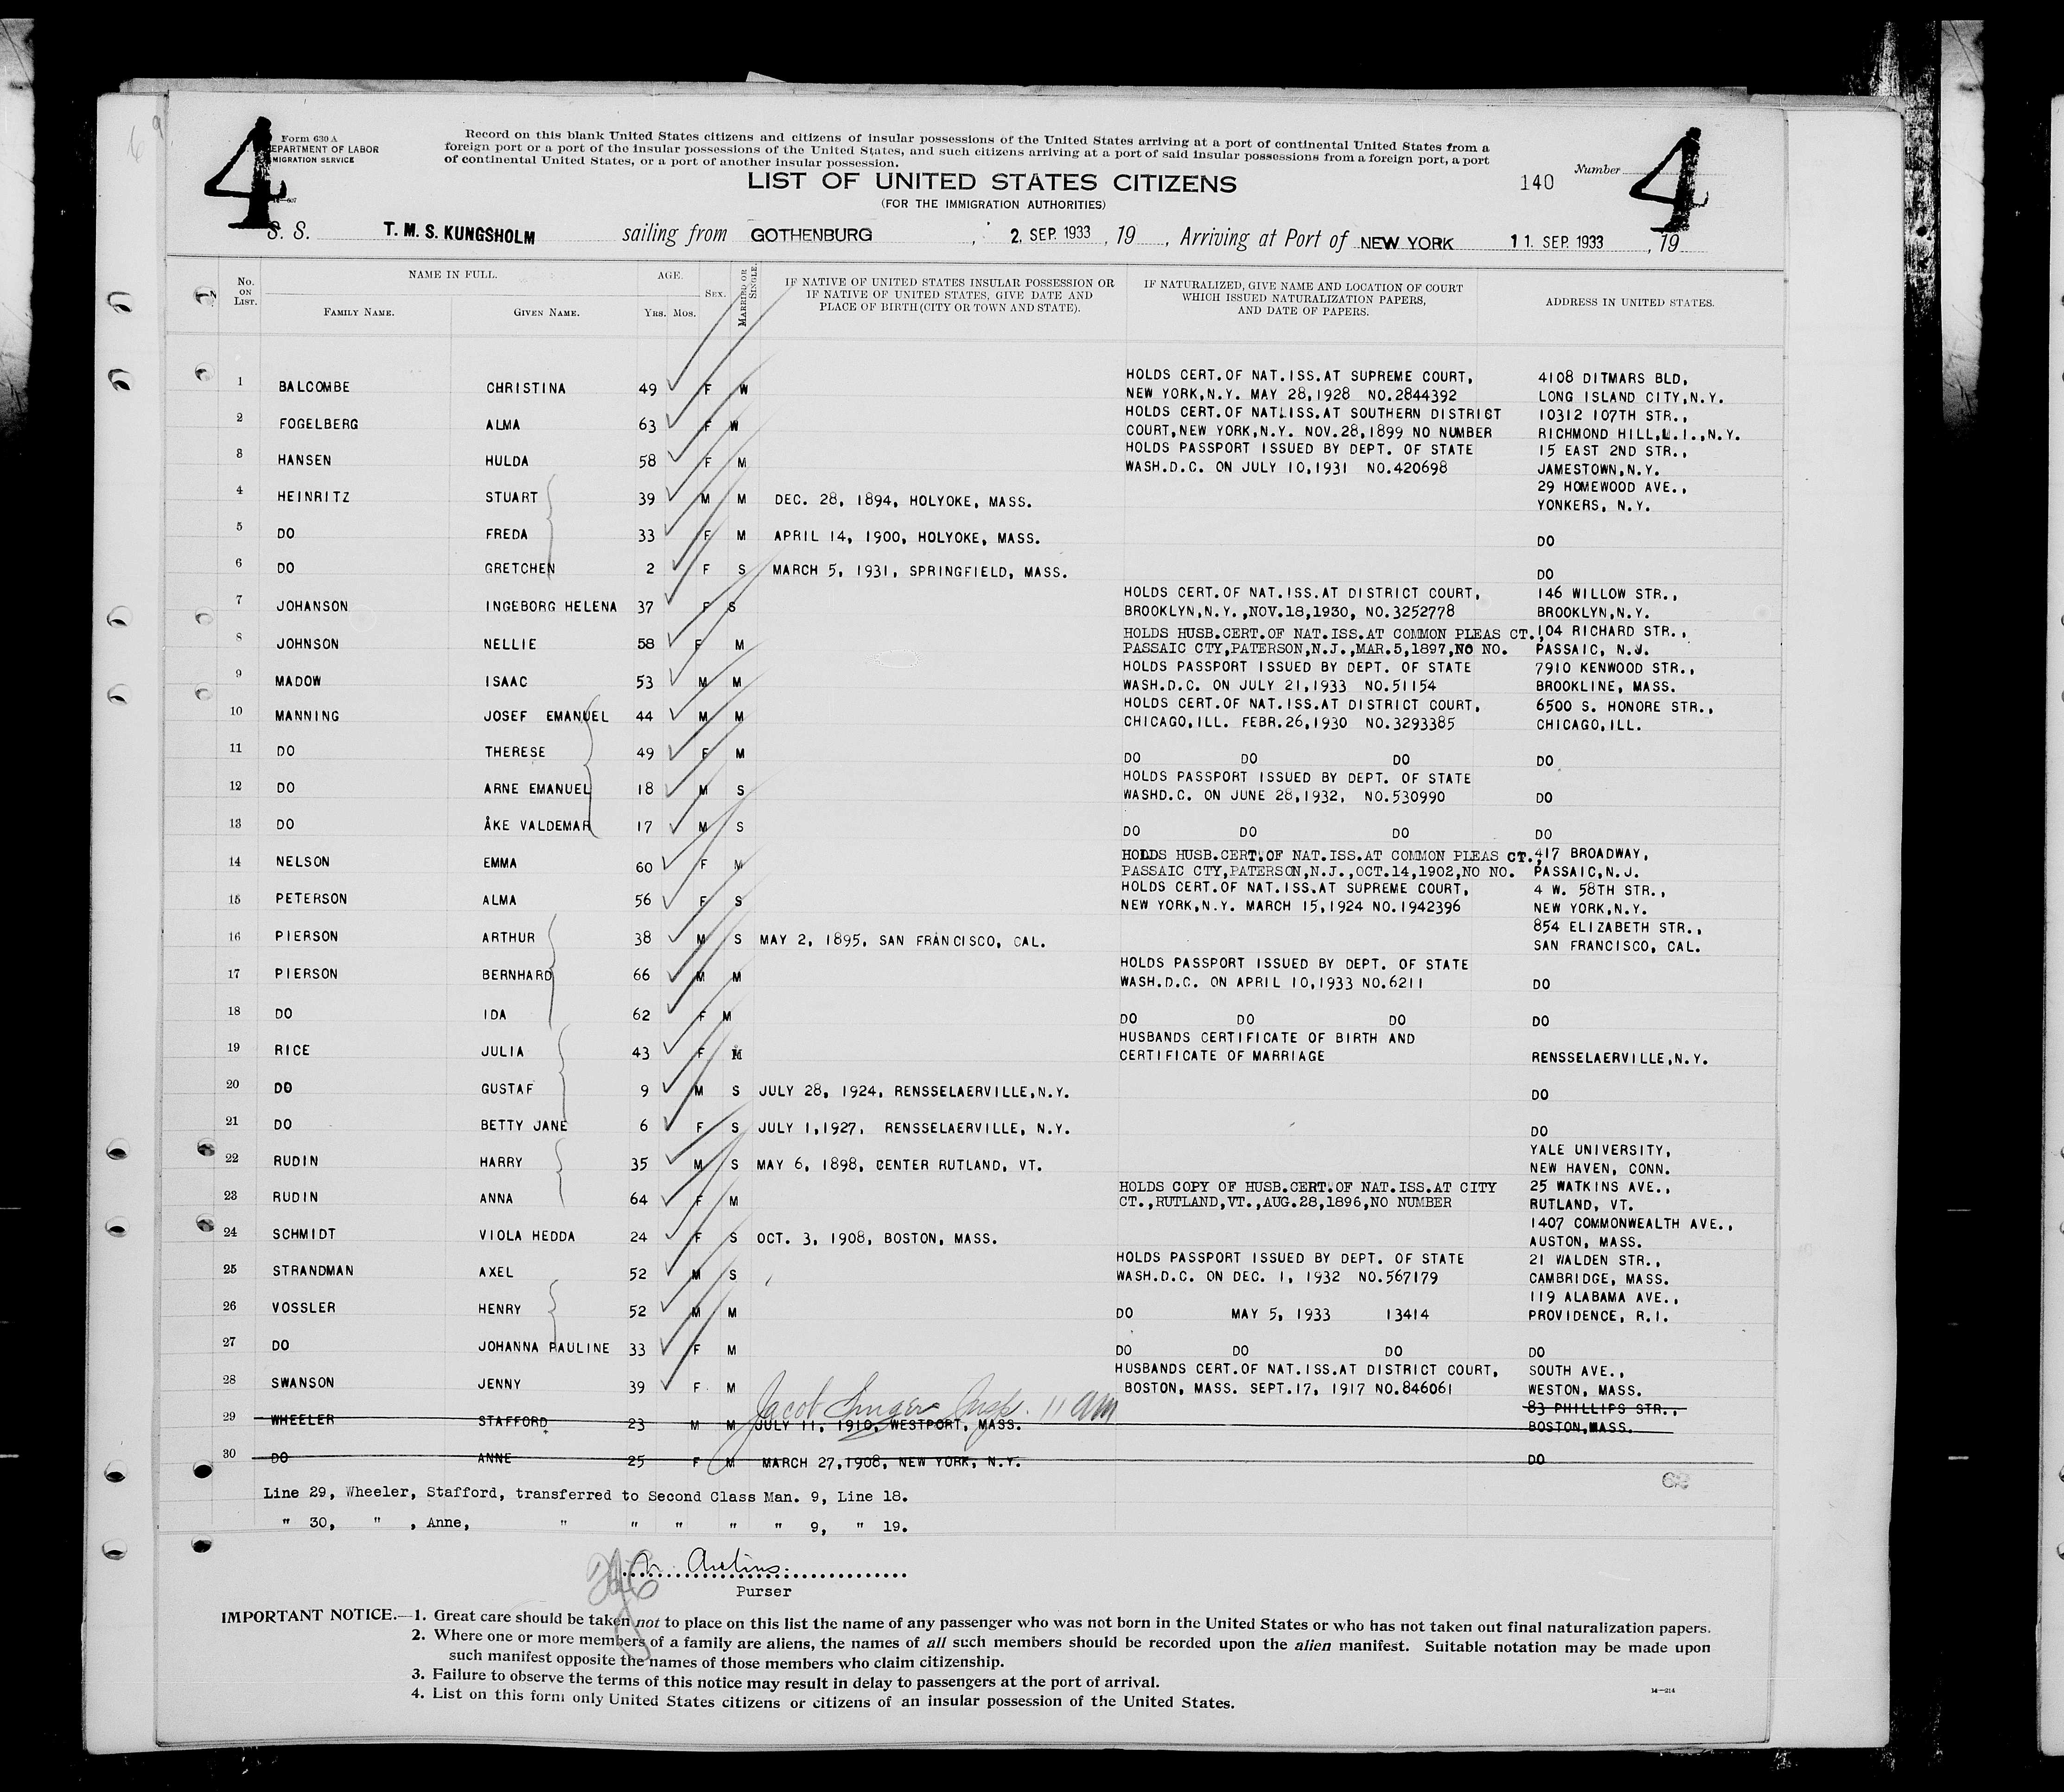 4
4
Form 630 A
EPARTMENT OF LABOR
MIGRATION SERVICE
Record on this blank United States citizens and citizens of insular possessions of the United States arriving at a port of continental United States from a
foreign port or a port of the insular possessions of the United States, and such citizens arriving at a port of said insular possessions from a foreign port, a port
of continental United States, or a port of another insular possession.
LIST OF UNITED STATES CITIZENS
(FOR THE IMMIGRATION AUTHORITIES)
140 Number
S. S. T. M. S. KUNGSHOLM sailing from GOTHENBURG, 2. SEP. 1933, 19, Arriving at Port of NEW YORK 11. SEP. 1933, 19
No. ON LIST. NAME IN FULL. FAMILY NAME. GIVEN NAME. AGE. YRS. MOS. SEX. MARRIED OR SINGLE. IF NATIVE OF UNITED STATES INSULAR POSSESSION OR IF NATIVE OF UNITED STATES, GIVE DATE AND PLACE OF BIRTH (CITY OR TOWN AND STATE). IF NATURALIZED, GIVE NAME AND LOCATION OF COURT WHICH ISSUED NATURALIZATION PAPERS, AND DATE OF PAPERS. ADDRESS IN UNITED STATES.
1 BALCOMBE CHRISTINA 49 F W HOLDS CERT.OF NAT.ISS.AT SUPREME COURT, 4108 DITMARS BLD,
NEW YORK,N.Y. MAY 28,1928 NO.2844392 LONG ISLAND CITY,N.Y.
2 FOGELBERG ALMA 63 F W HOLDS CERT.OF NAT.ISS.AT SOUTHERN DISTRICT 10312 107TH STR.,
COURT,NEW YORK,N.Y. NOV.28,1899 NO NUMBER RICHMOND HILL,L.I.,N.Y.
3 HANSEN HULDA 58 F M HOLDS PASSPORT ISSUED BY DEPT. OF STATE 15 EAST 2ND STR.,
WASH.D.C. ON JULY 10,1931 NO.420698 JAMESTOWN,N.Y.
4 HEINRITZ STUART 39 M M DEC. 28, 1894, HOLYOKE, MASS. 29 HOMEWOOD AVE.,
YONKERS, N.Y.
5 DO FREDA 33 F M APRIL 14, 1900, HOLYOKE, MASS. DO
6 DO GRETCHEN 2 F S MARCH 5, 1931, SPRINGFIELD, MASS. DO
7 JOHANSON INGEBORG HELENA 37 F S HOLDS CERT.OF NAT.ISS.AT DISTRICT COURT, 146 WILLOW STR.,
BROOKLYN,N.Y.,NOV.18,1930, NO.3252778 BROOKLYN,N.Y.
8 JOHNSON NELLIE 58 F M HOLDS HUSB.CERT.OF NAT.ISS.AT COMMON PLEAS CT., 104 RICHARD STR.,
PASSAIC CTY,PATERSON,N.J.,MAR.5,1897,NO NO. PASSAIC, N.J.
9 MADOW ISAAC 53 M M HOLDS PASSPORT ISSUED BY DEPT. OF STATE 7910 KENWOOD STR.,
WASH.D.C. ON JULY 21,1933 NO.51154 BROOKLINE, MASS.
10 MANNING JOSEF EMANUEL 44 M M HOLDS CERT.OF NAT.ISS.AT DISTRICT COURT, 6500 S. HONORE STR.,
CHICAGO,ILL. FEBR.26,1930 NO.3293385 CHICAGO,ILL.
11 DO THERESE 49 F M DO DO DO DO
12 DO ARNE EMANUEL 18 M S HOLDS PASSPORT ISSUED BY DEPT. OF STATE
WASHD.C. ON JUNE 28,1932, NO.530990 DO
13 DO ÅKE VALDEMAR 17 M S DO DO DO DO
14 NELSON EMMA 60 F M HOLDS HUSB.CERT.OF NAT.ISS.AT COMMON PLEAS CT., 417 BROADWAY,
PASSAIC CTY,PATERSON,N.J.,OCT.14,1902,NO NO. PASSAIC,N.J.
15 PETERSON ALMA 56 F S HOLDS CERT.OF NAT.ISS.AT SUPREME COURT, 4 W. 58TH STR.,
NEW YORK,N.Y. MARCH 15,1924 NO.1942396 NEW YORK,N.Y.
16 PIERSON ARTHUR 38 M S MAY 2, 1895, SAN FRANCISCO, CAL. 854 ELIZABETH STR.,
SAN FRANCISCO, CAL.
17 PIERSON BERNHARD 66 M M HOLDS PASSPORT ISSUED BY DEPT. OF STATE
WASH.D.C. ON APRIL 10,1933 NO.6211 DO
18 DO IDA 62 F M DO DO DO DO
19 RICE JULIA 43 F M HUSBANDS CERTIFICATE OF BIRTH AND
CERTIFICATE OF MARRIAGE RENSSELAERVILLE,N.Y.
20 DO GUSTAF 9 M S JULY 28, 1924, RENSSELAERVILLE,N.Y. DO
21 DO BETTY JANE 6 F S JULY 1,1927, RENSSELAERVILLE, N.Y. DO
22 RUDIN HARRY 35 M S MAY 6, 1898, CENTER RUTLAND, VT. YALE UNIVERSITY,
NEW HAVEN, CONN.
23 RUDIN ANNA 64 F M HOLDS COPY OF HUSB.CERT.OF NAT.ISS.AT CITY 25 WATKINS AVE.,
CT.,RUTLAND,VT.,AUG.28,1896,NO NUMBER RUTLAND, VT.
24 SCHMIDT VIOLA HEDDA 24 F S OCT. 3, 1908, BOSTON, MASS. 1407 COMMONWEALTH AVE.,
AUSTON, MASS.
25 STRANDMAN AXEL 52 M S HOLDS PASSPORT ISSUED BY DEPT. OF STATE 21 WALDEN STR.,
WASH.D.C. ON DEC. 1, 1932 NO.567179 CAMBRIDGE, MASS.
26 VOSSLER HENRY 52 M M DO MAY 5, 1933 13414 119 ALABAMA AVE.,
PROVIDENCE, R.I.
27 DO JOHANNA PAULINE 33 F M DO DO DO DO
28 SWANSON JENNY 39 F. M HUSBANDS CERT.OF NAT.ISS.AT DISTRICT COURT, SOUTH AVE.,
BOSTON, MASS. SEPT.17, 1917 NO.846061 WESTON, MASS.
Jacob Insp. 11 am
29 WHEELER STAFFORD 23 M M JULY 11, 1910, WESTPORT, MASS. 83 PHILLIPS STR.,
BOSTON,MASS.
30 DO ANNE 25 F M MARCH 27,1908, NEW YORK, N.Y. DO
Line 29, Wheeler, Stafford, transferred to Second Class Man. 9, Line 18.
" 30, " , Anne, " " " " " 9, " 19.
Purser
IMPORTANT NOTICE.—1. Great care should be taken not to place on this list the name of any passenger who was not born in the United States or who has not taken out final naturalization papers.
2. Where one or more members of a family are aliens, the names of all such members should be recorded upon the alien manifest. Suitable notation may be made upon
such manifest opposite the names of those members who claim citizenship.
3. Failure to observe the terms of this notice may result in delay to passengers at the port of arrival.
4. List on this form only United States citizens or citizens of an insular possession of the United States.
14—214